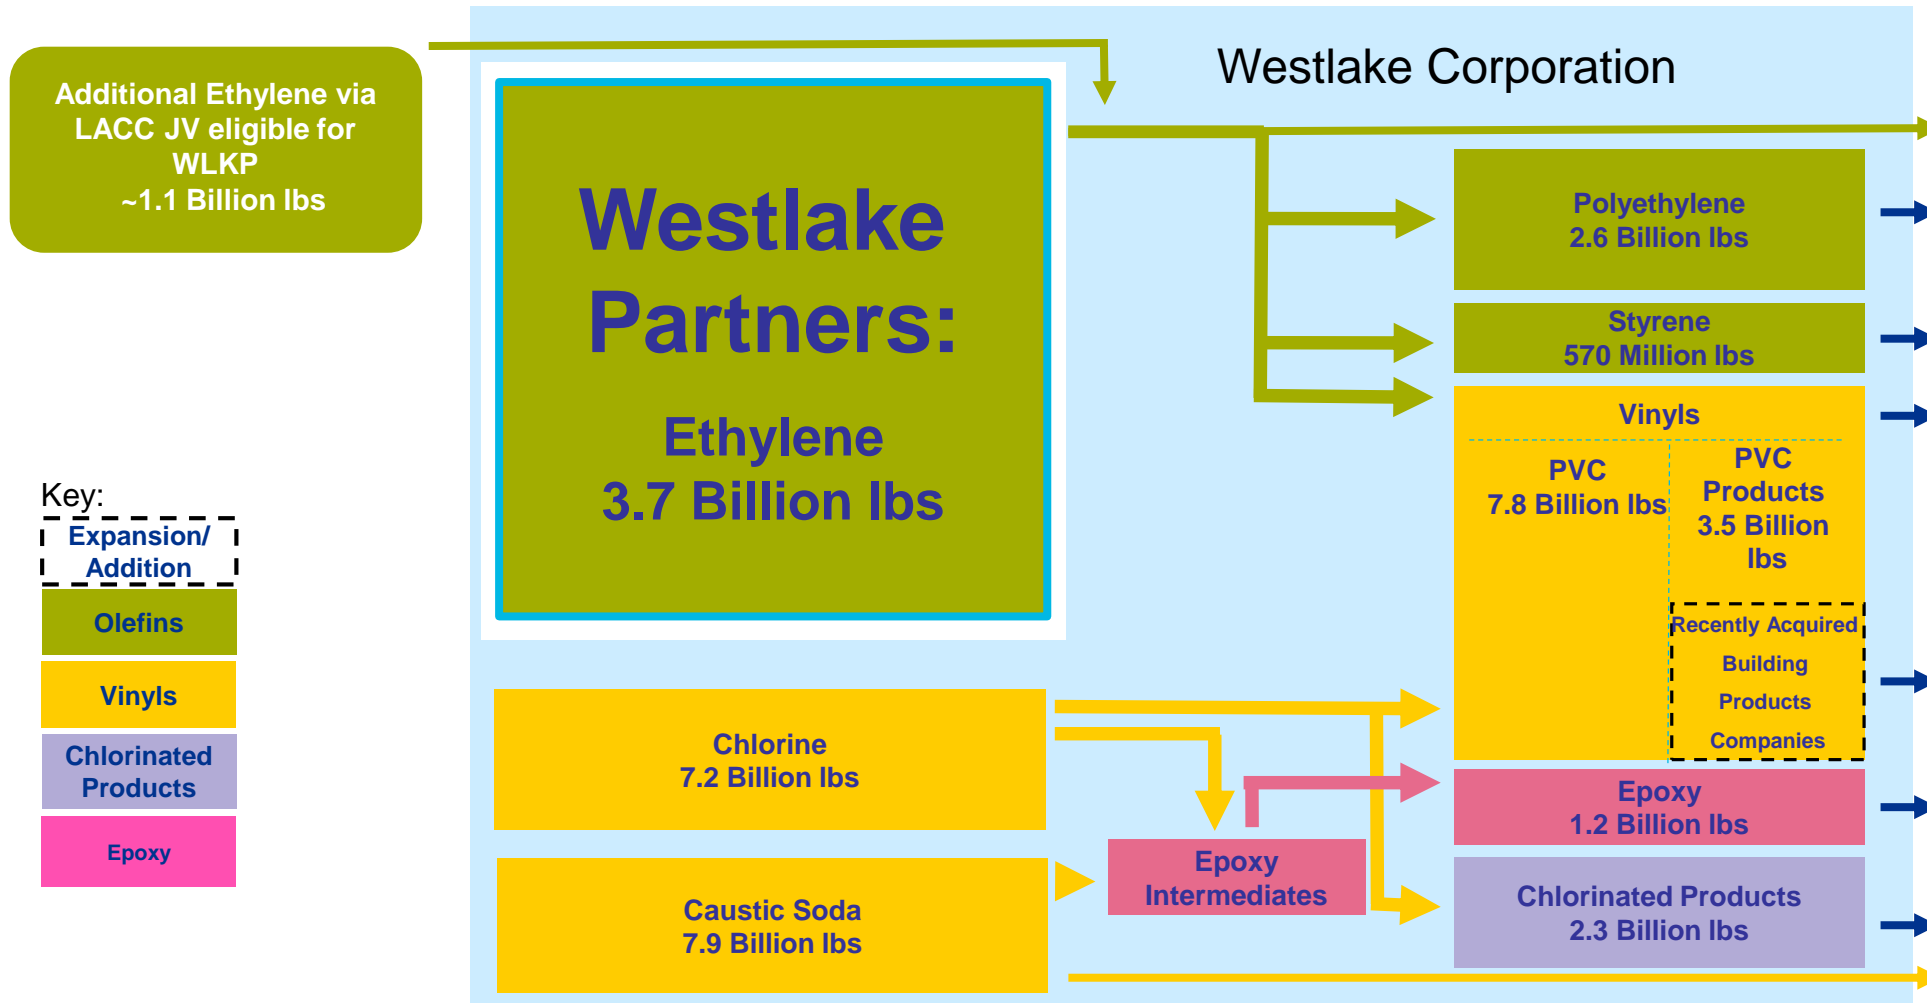 Westlake Corporation
Additional Ethylene via
LACC JV eligible for
WLKP
~1.1 Billion lbs
Westlake
Partners:
Ethylene
3.7 Billion lbs
Polyethylene
2.6 Billion lbs
Styrene
570 Million lbs
Vinyls
PVC
7.8 Billion lbs
PVC
Products
3.5 Billion
lbs
Recently Acquired
Building
Products
Companies
Key:
Expansion/
Addition
Olefins
Vinyls
Chlorinated
Products
Epoxy
Chlorine
7.2 Billion lbs
Caustic Soda
7.9 Billion lbs
Epoxy
Intermediates
Epoxy
1.2 Billion lbs
Chlorinated Products
2.3 Billion lbs